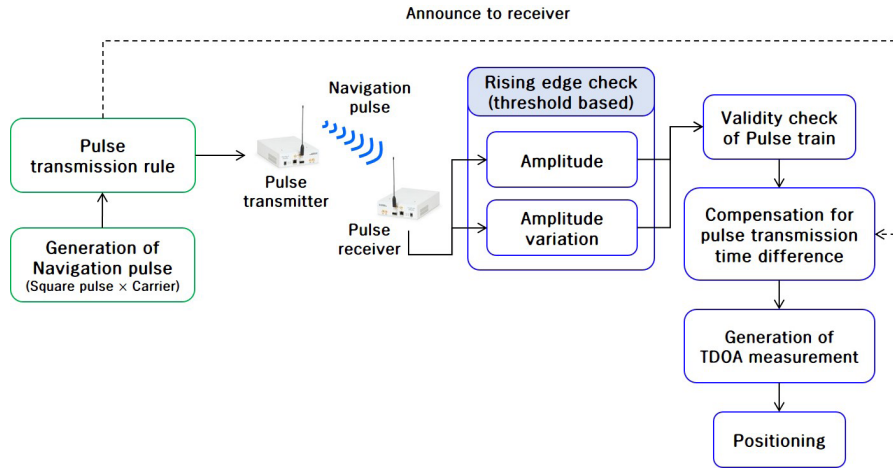 Announce to receiver
Pulse
transmission rule
Generation of
Navigation pulse
(Square pulse × Carrier)
Pulse
transmitter
Navigation
pulse
Pulse
receiver
Rising edge check
(threshold based)
Amplitude
Amplitude
variation
Validity check
of Pulse train
Compensation for
pulse transmission
time difference
Generation of
TDOA measurement
Positioning